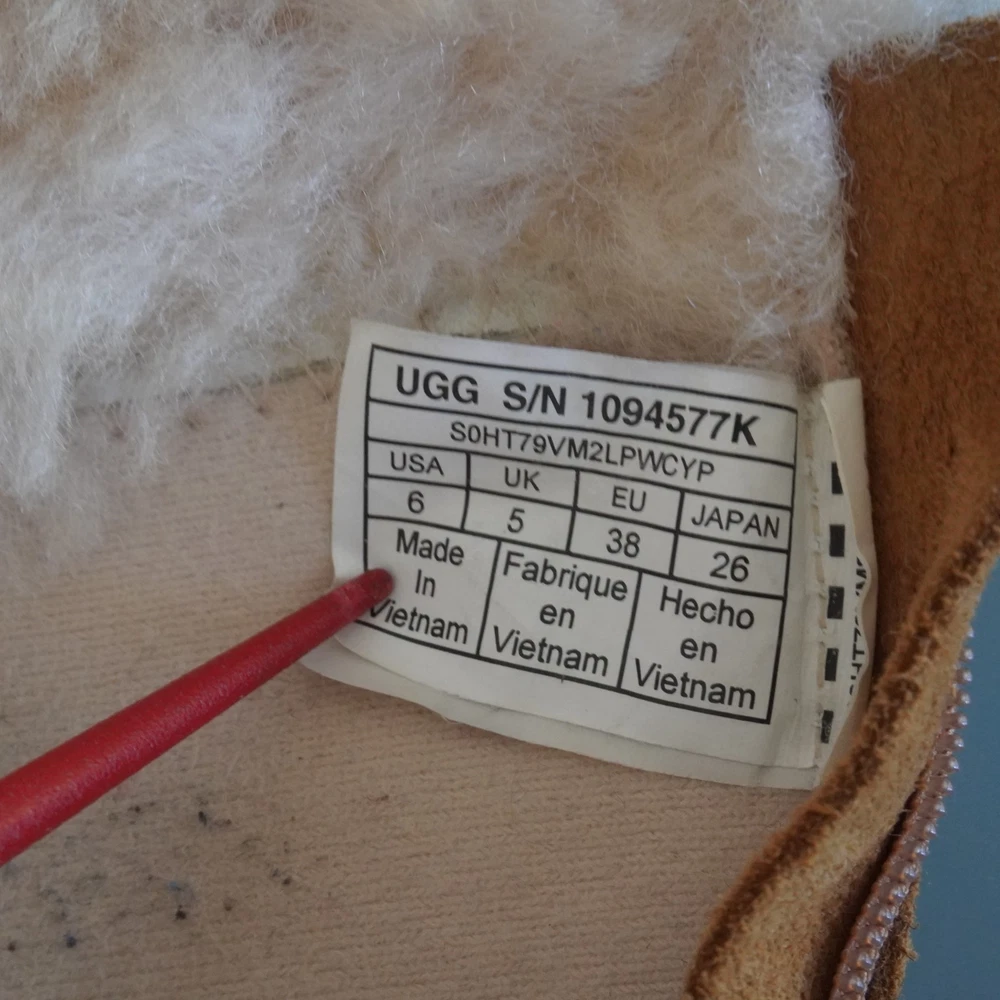 UGG S/N 1094577K
S0HT79VM2LPWCYP
USA UK EU JAPAN
6 5 38 26
Made In Vietnam
Fabrique en Vietnam
Hecho en Vietnam